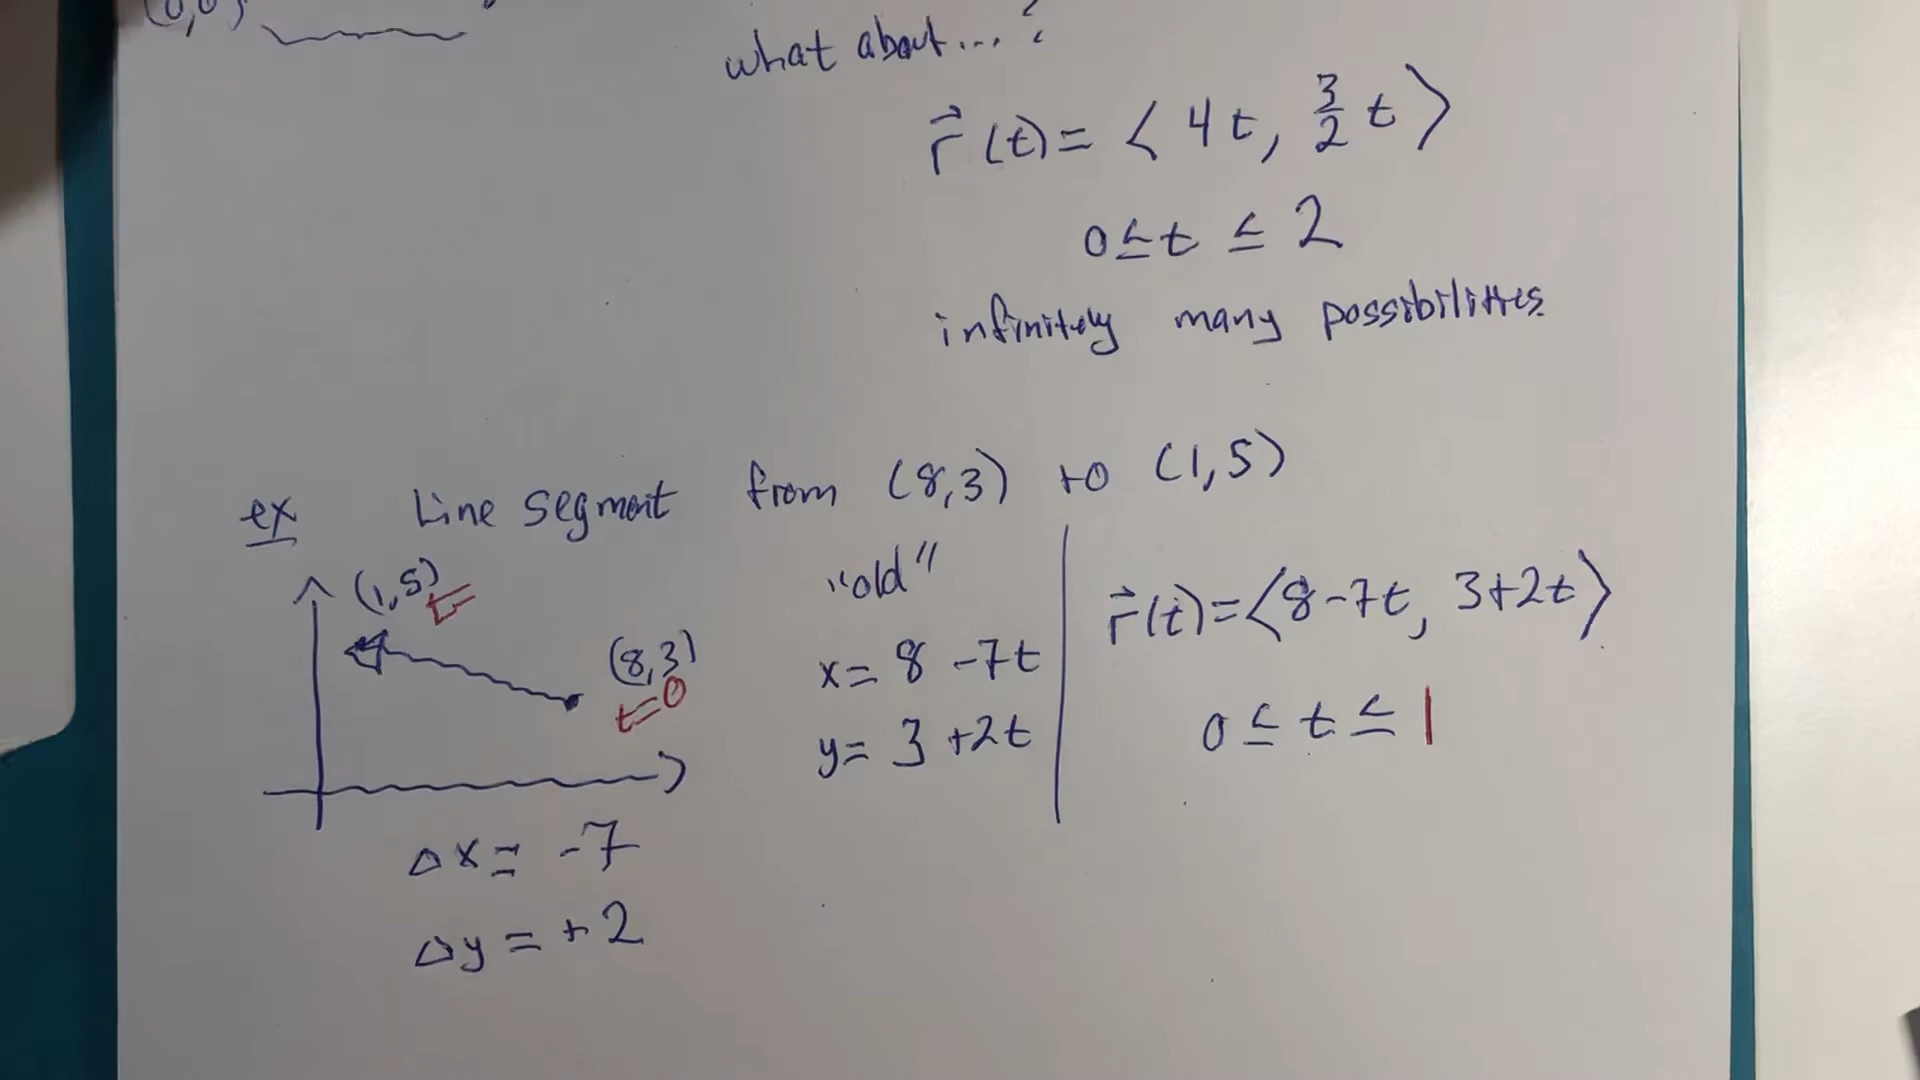 (0,0)
what about...?
r⃗(t)=⟨4t, 3/2 t⟩
0≤t≤2
infinitely many possibilities.
ex Line segment from (8,3) to (1,5)
(1,5)
t=
(8,3)
t=0
Δx=-7
Δy=+2
"old"
x=8-7t
y=3+2t
r⃗(t)=⟨8-7t, 3+2t⟩
0≤t≤1